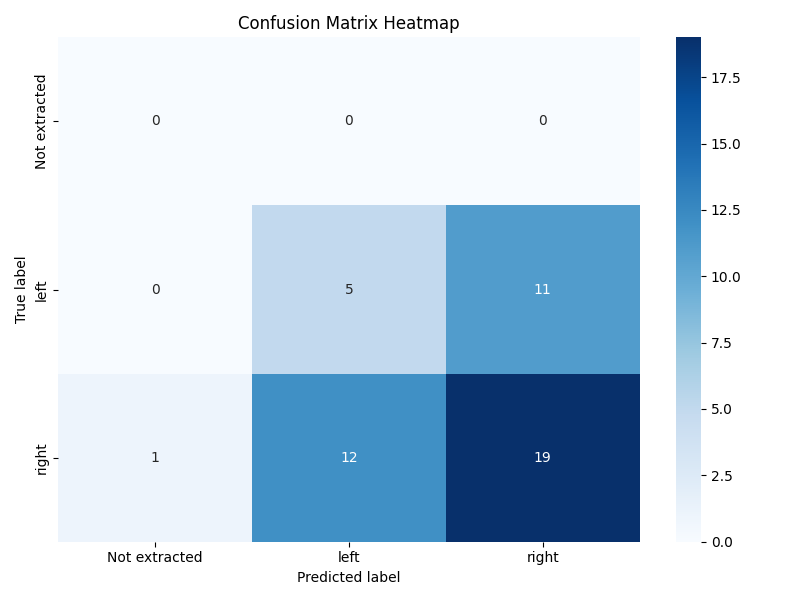 Confusion Matrix Heatmap
True label
Not extracted
0 0 0
left
0 5 11
right
1 12 19
Not extracted left right
Predicted label
17.5
15.0
12.5
10.0
7.5
5.0
2.5
0.0